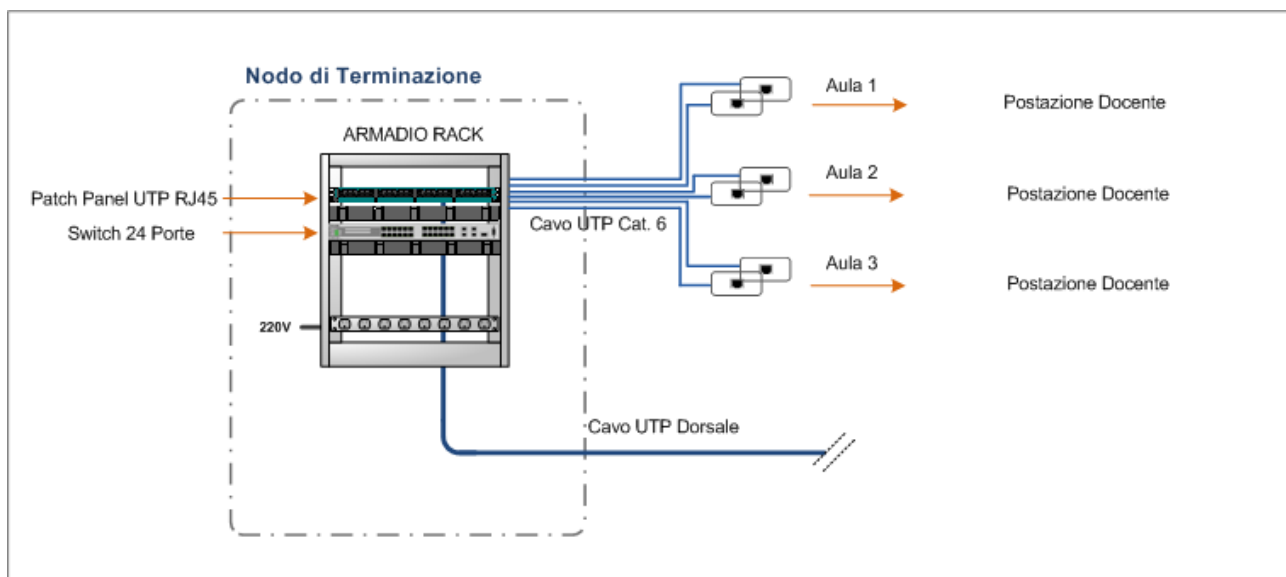 Nodo di Terminazione
ARMADIO RACK
Patch Panel UTP RJ45
Switch 24 Porte
220V
Cavo UTP Cat. 6
Aula 1
Postazione Docente
Aula 2
Postazione Docente
Aula 3
Postazione Docente
Cavo UTP Dorsale